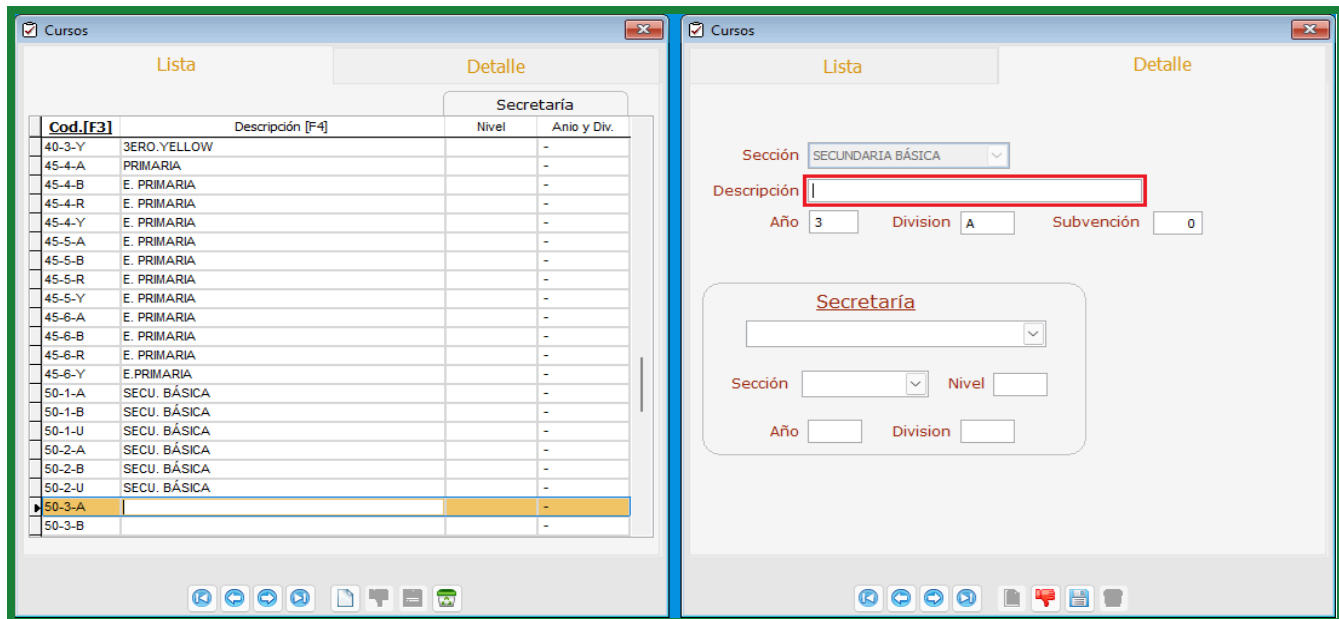 Cursos
Lista Detalle
Secretaría
Cod.[F3] Descripción [F4] Nivel Anio y Div.
40-3-Y 3ERO.YELLOW -
45-4-A PRIMARIA -
45-4-B E. PRIMARIA -
45-4-R E. PRIMARIA -
45-4-Y E. PRIMARIA -
45-5-A E. PRIMARIA -
45-5-B E. PRIMARIA -
45-5-R E. PRIMARIA -
45-5-Y E. PRIMARIA -
45-6-A E. PRIMARIA -
45-6-B E. PRIMARIA -
45-6-R E. PRIMARIA -
45-6-Y E.PRIMARIA -
50-1-A SECU. BÁSICA -
50-1-B SECU. BÁSICA -
50-1-U SECU. BÁSICA -
50-2-A SECU. BÁSICA -
50-2-B SECU. BÁSICA -
50-2-U SECU. BÁSICA -
50-3-A -
50-3-B -
Cursos
Lista Detalle
Sección SECUNDARIA BÁSICA
Descripción
Año 3 Division A Subvención 0
Secretaría
Sección Nivel
Año Division